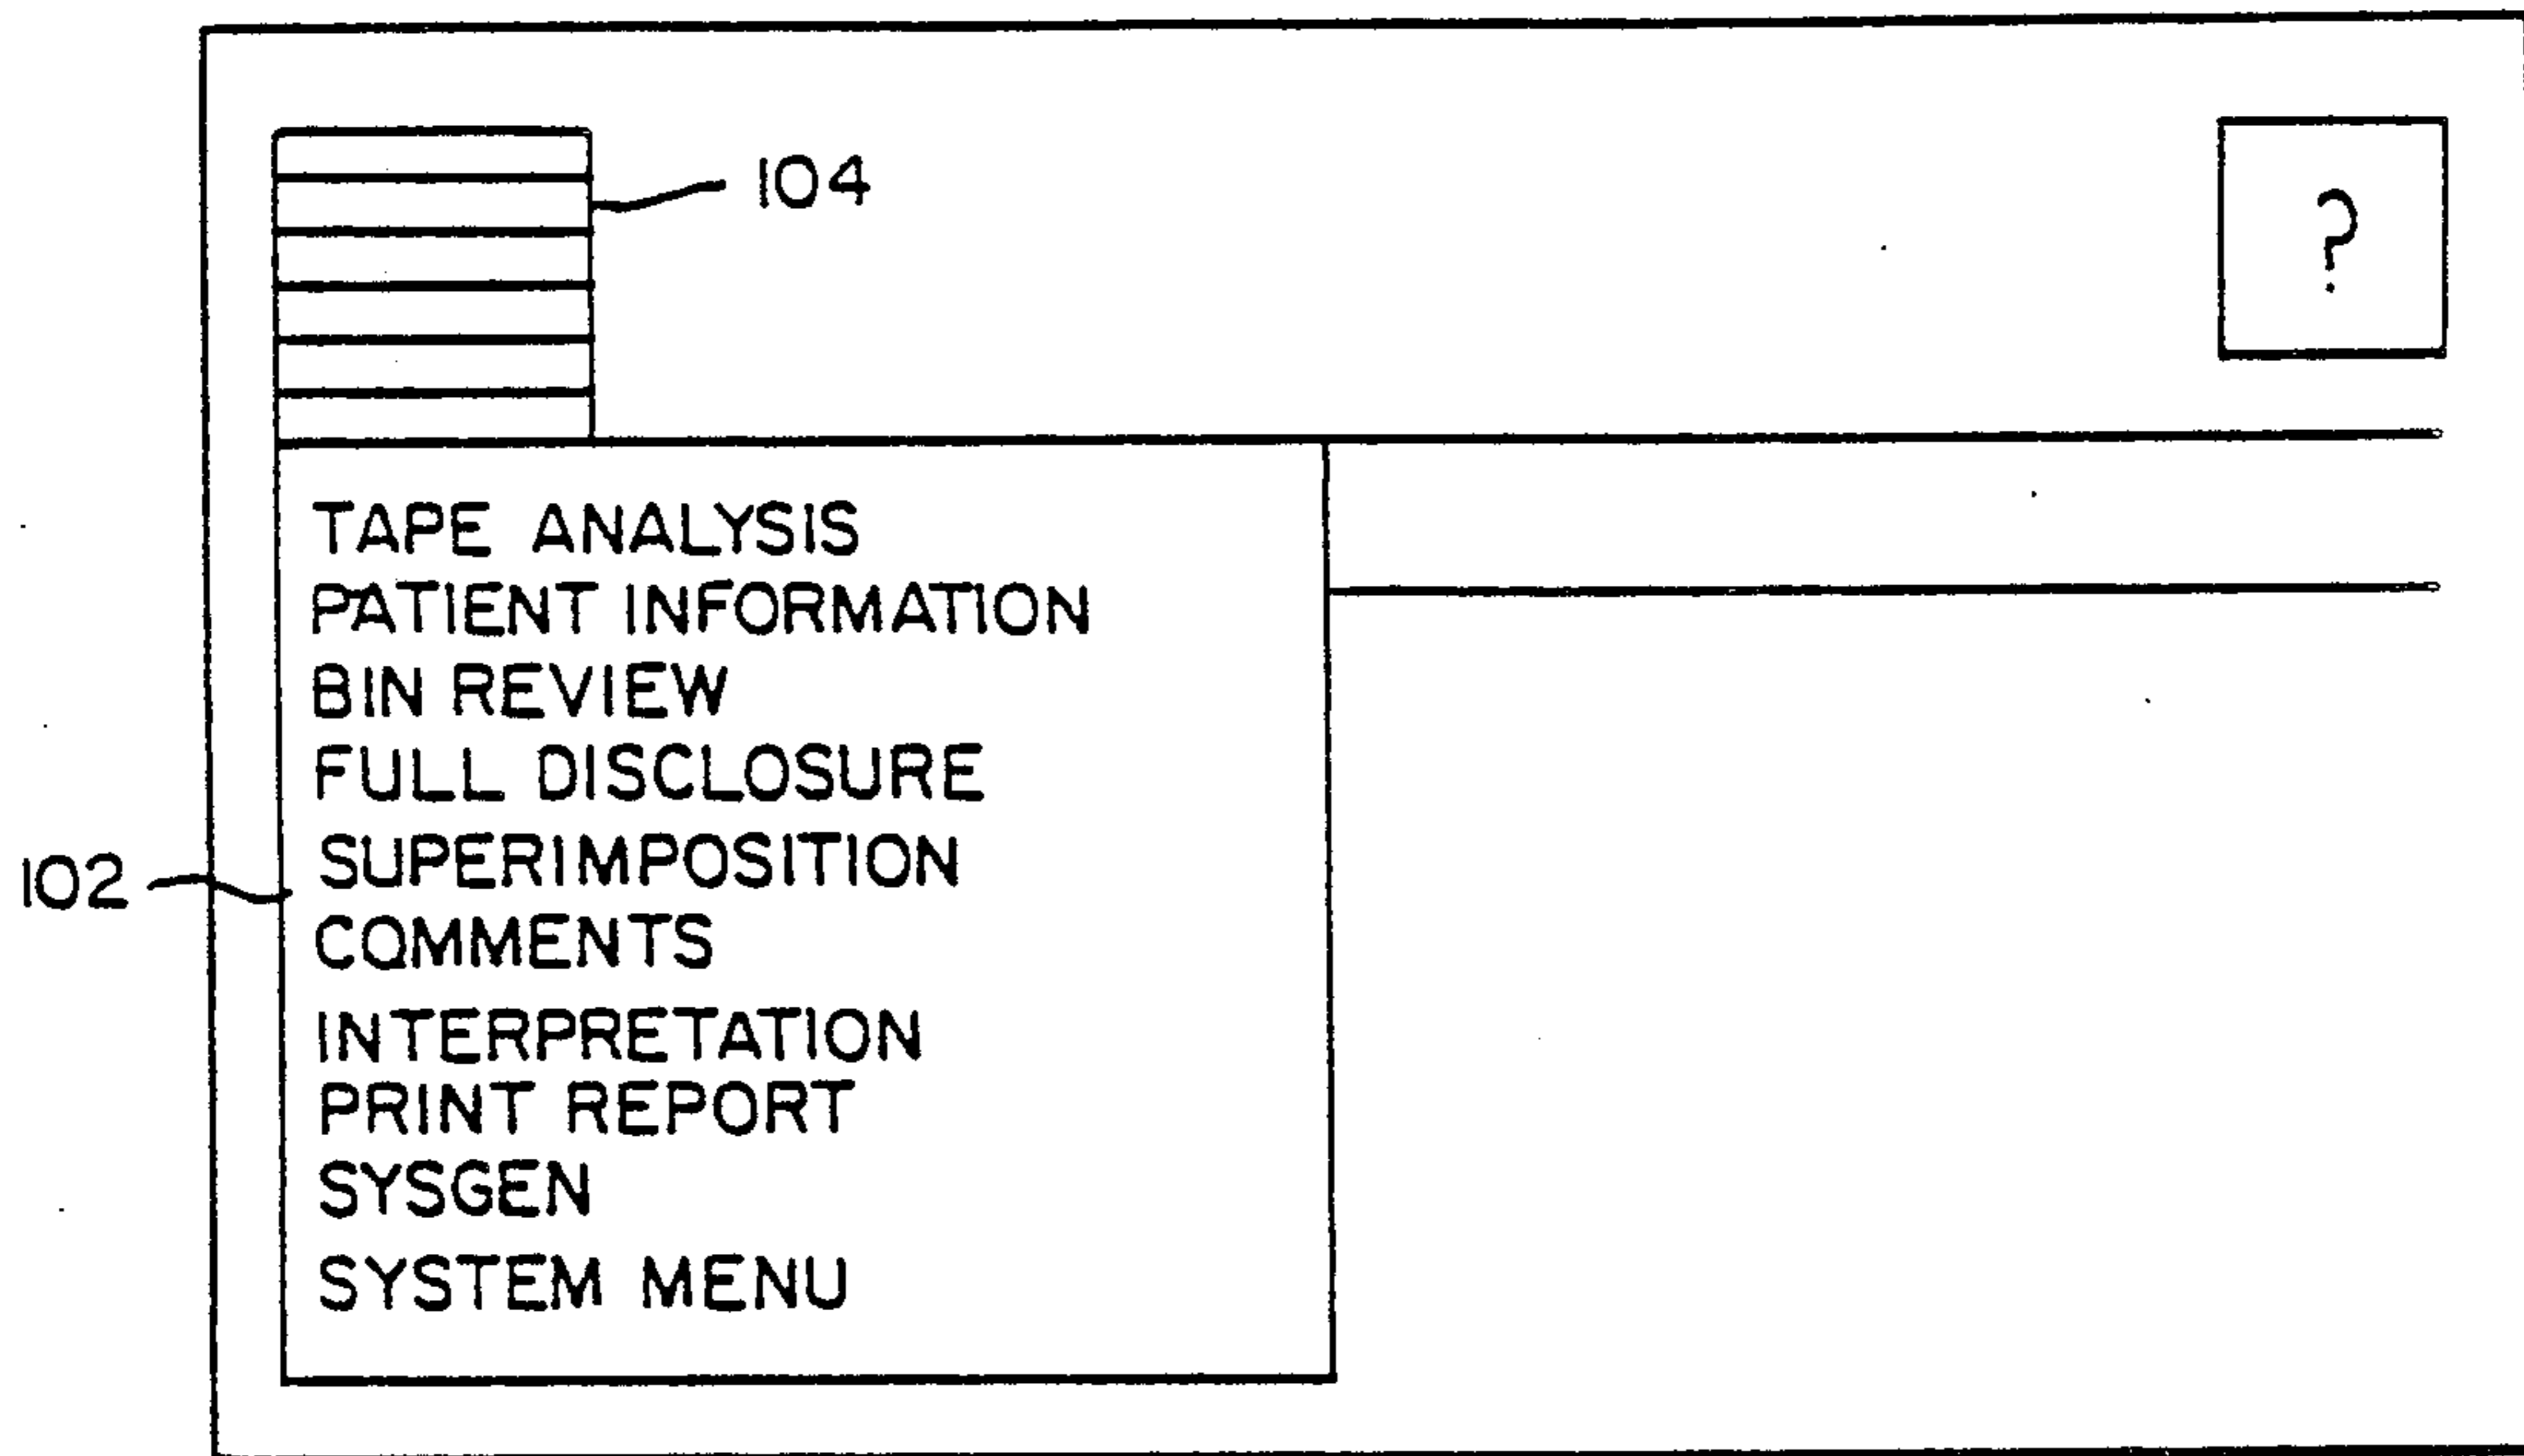 104
?
TAPE ANALYSIS
PATIENT INFORMATION
BIN REVIEW
FULL DISCLOSURE
SUPERIMPOSITION
102
COMMENTS
INTERPRETATION
PRINT REPORT
SYSGEN
SYSTEM MENU